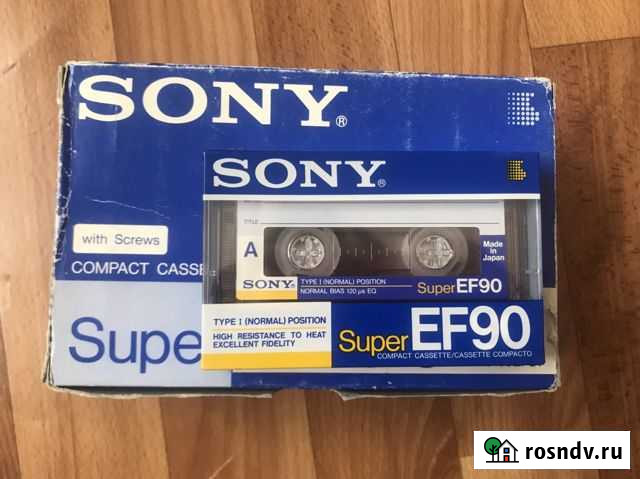 SONY®
with Screws
COMPACT CASSE
Supe
SONY®
TITLE
A
Made in
Japan
SONY
TYPE I (NORMAL) POSITION
NORMAL BIAS 120 μs EQ
Super EF90
TYPE I (NORMAL) POSITION
HIGH RESISTANCE TO HEAT
EXCELLENT FIDELITY
Super EF90
COMPACT CASSETTE/CASSETTE COMPACTO
rosndv.ru